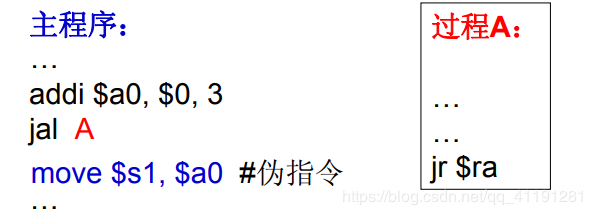 主程序：
…
addi $a0, $0, 3
jal A
move $s1, $a0 #伪指令
…
过程A：
…
…
jr $ra
https://blog.csdn.net/qq_41191281